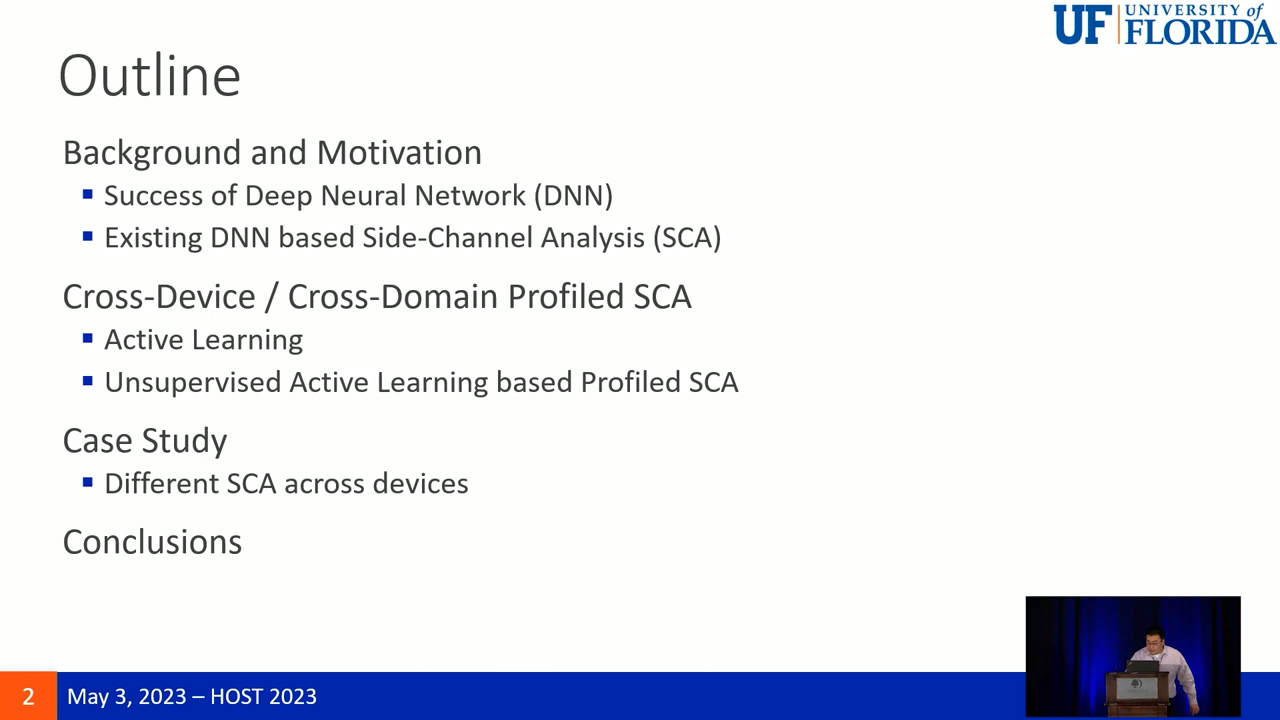 UF | UNIVERSITY of
FLORIDA
Outline
Background and Motivation
Success of Deep Neural Network (DNN)
Existing DNN based Side-Channel Analysis (SCA)
Cross-Device / Cross-Domain Profiled SCA
Active Learning
Unsupervised Active Learning based Profiled SCA
Case Study
Different SCA across devices
Conclusions
2
May 3, 2023 – HOST 2023